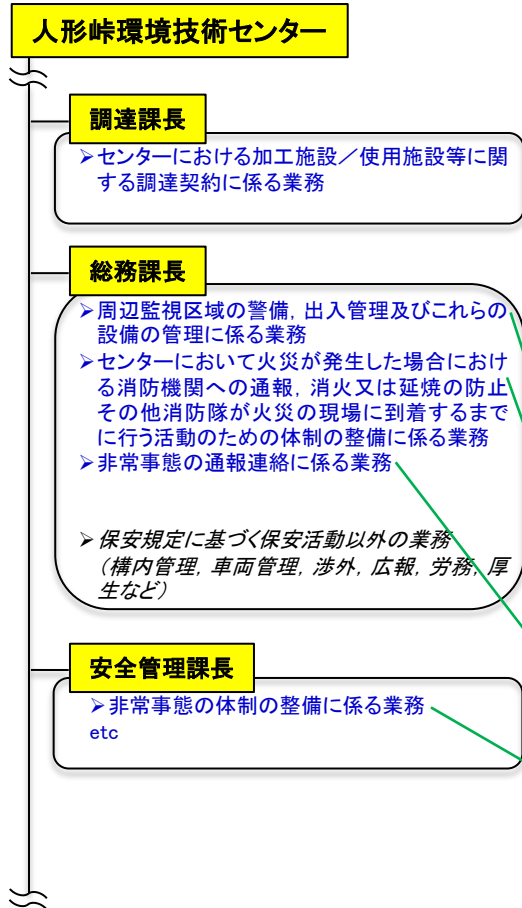 人形峠環境技術センター
調達課長
➢センターにおける加工施設／使用施設等に関
する調達契約に係る業務
総務課長
➢周辺監視区域の警備, 出入管理及びこれらの
設備の管理に係る業務
➢センターにおいて火災が発生した場合におけ
る消防機関への通報, 消火又は延焼の防止
その他消防隊が火災の現場に到着するまで
に行う活動のための体制の整備に係る業務
➢非常事態の通報連絡に係る業務
➢保安規定に基づく保安活動以外の業務
（構内管理, 車両管理, 渉外, 広報, 労務, 厚
生など）
安全管理課長
➢非常事態の体制の整備に係る業務
etc